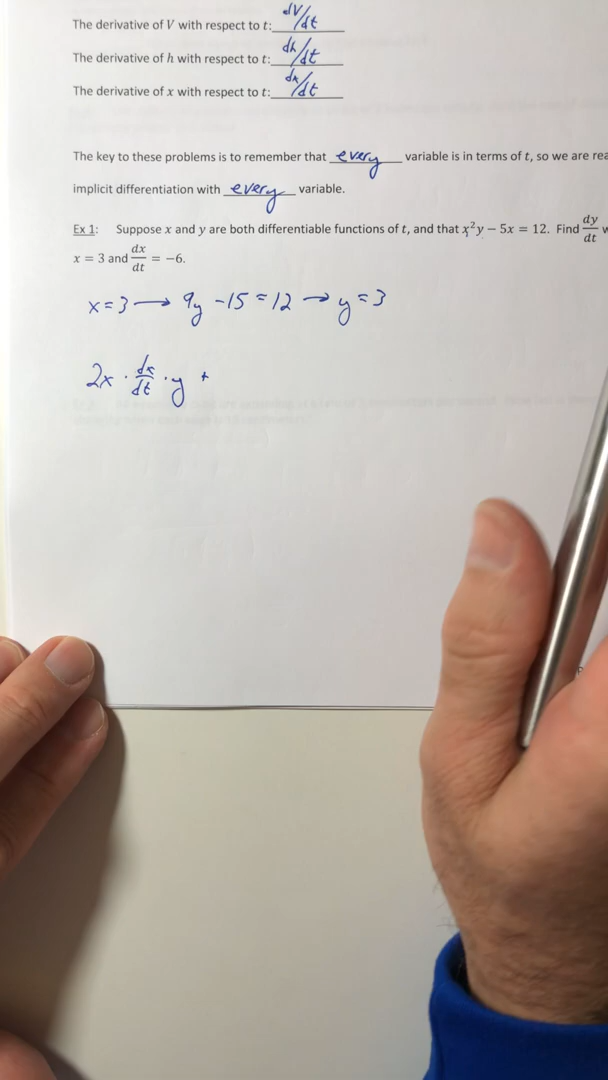 The derivative of V with respect to t: dV/dt
The derivative of h with respect to t: dh/dt
The derivative of x with respect to t: dx/dt
The key to these problems is to remember that every variable is in terms of t, so we are
implicit differentiation with every variable.
Ex 1: Suppose x and y are both differentiable functions of t, and that x²y − 5x = 12. Find dy/dt
x = 3 and dx/dt = −6.
x=3 → 9y -15 = 12 → y=3
2x · dx/dt · y +